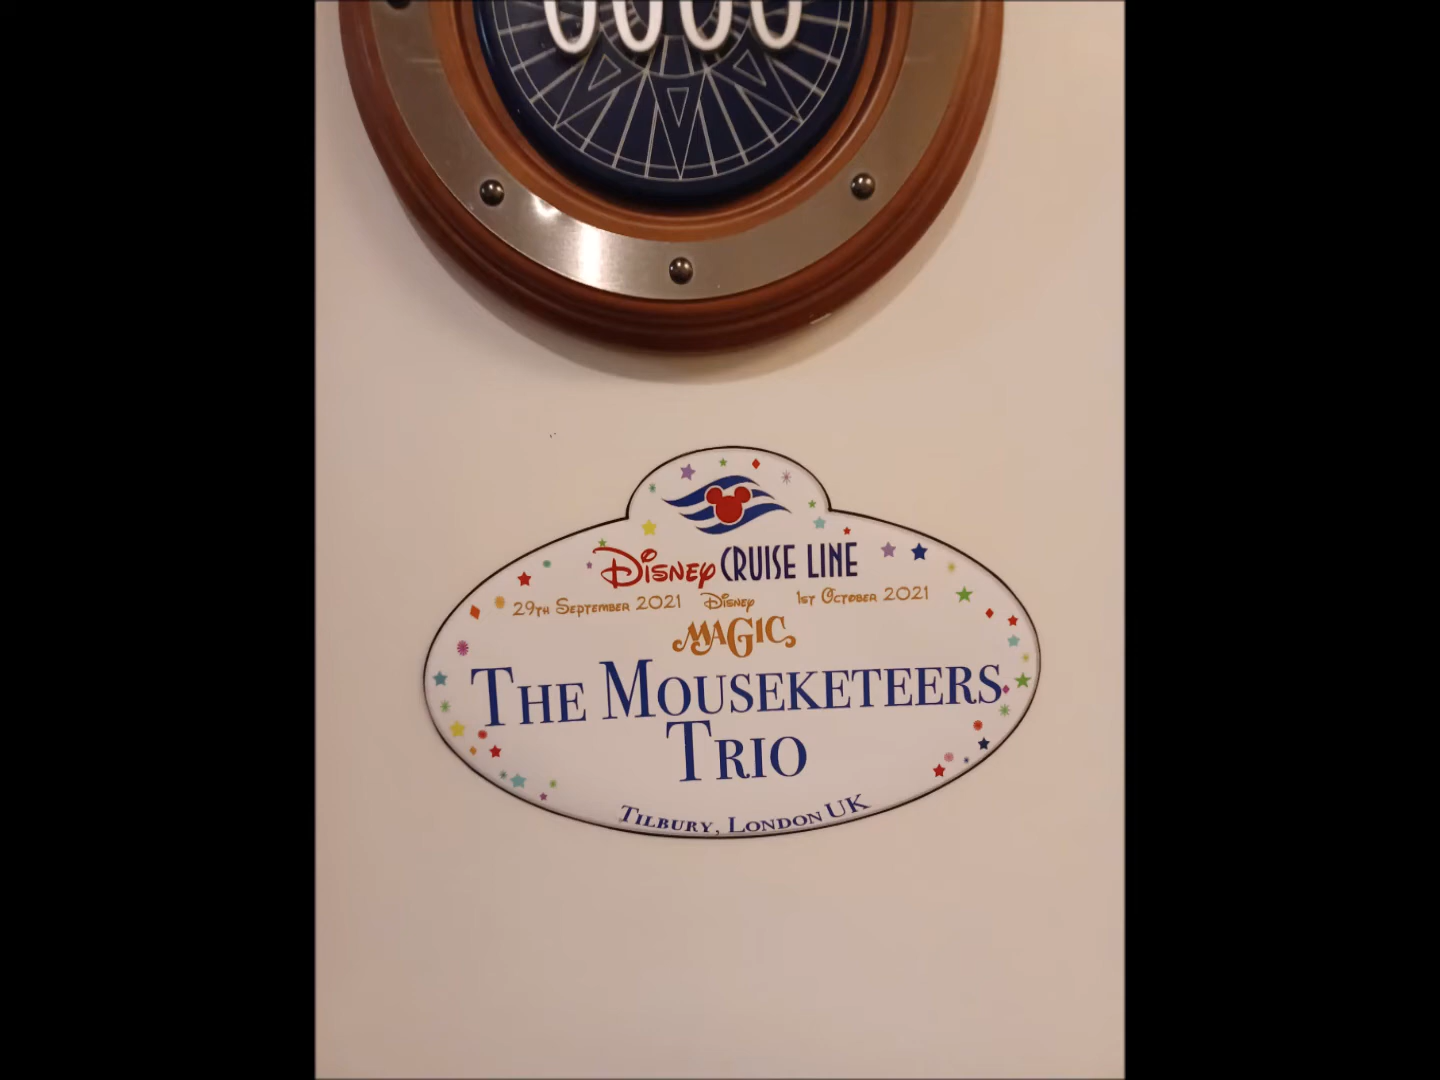 Disney CRUISE LINE
29th September 2021 Disney 1st October 2021
MAGIC
The Mouseketeers
Trio
Tilbury, London UK